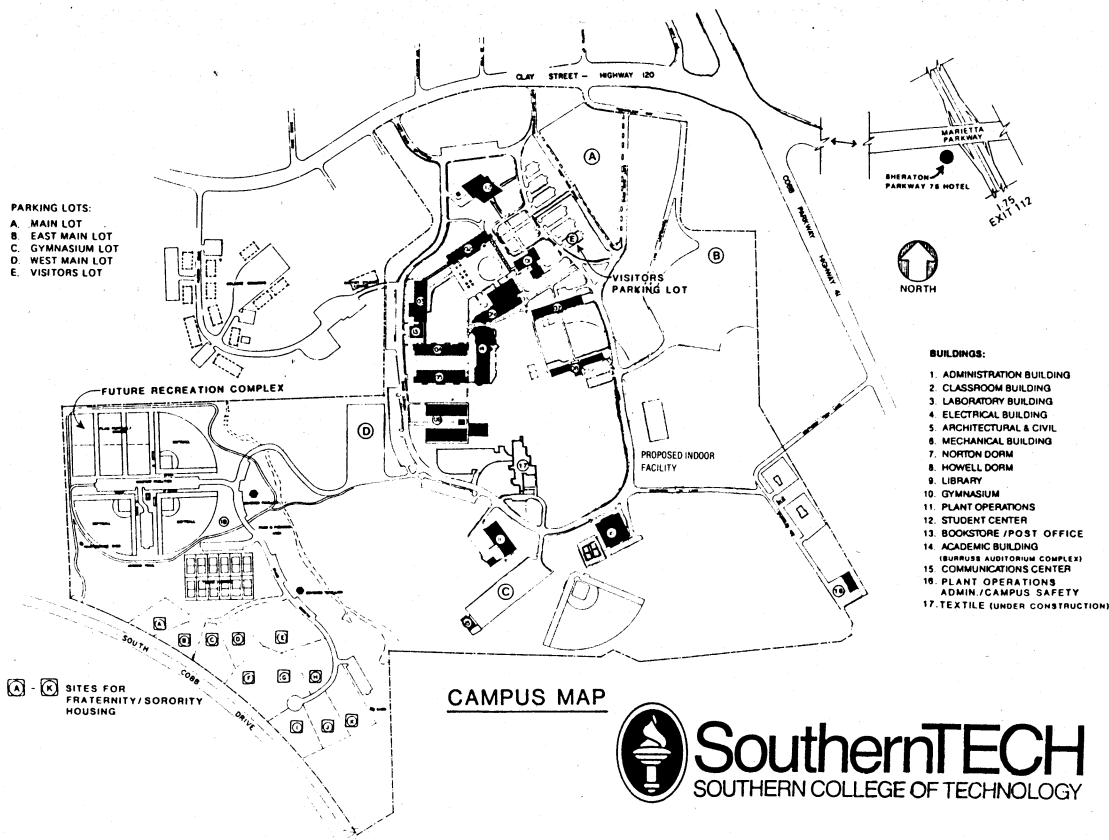 CLAY STREET - HIGHWAY 120
MARIETTA
PARKWAY
SHERATON
PARKWAY 75 HOTEL
I-75
EXIT 112
COBB PARKWAY HIGHWAY 41
NORTH
PARKING LOTS:
A. MAIN LOT
B. EAST MAIN LOT
C. GYMNASIUM LOT
D. WEST MAIN LOT
E. VISITORS LOT
A
B
E
VISITORS
PARKING LOT
FUTURE RECREATION COMPLEX
D
17
PROPOSED INDOOR
FACILITY
C
BUILDINGS:
1. ADMINISTRATION BUILDING
2. CLASSROOM BUILDING
3. LABORATORY BUILDING
4. ELECTRICAL BUILDING
5. ARCHITECTURAL & CIVIL
6. MECHANICAL BUILDING
7. NORTON DORM
8. HOWELL DORM
9. LIBRARY
10. GYMNASIUM
11. PLANT OPERATIONS
12. STUDENT CENTER
13. BOOKSTORE / POST OFFICE
14. ACADEMIC BUILDING
(BURRUSS AUDITORIUM COMPLEX)
15. COMMUNICATIONS CENTER
16. PLANT OPERATIONS
ADMIN./CAMPUS SAFETY
17. TEXTILE (UNDER CONSTRUCTION)
A
B
C
D
E
F
G
H
I
J
K
SOUTH COBB DRIVE
A - K SITES FOR
FRATERNITY/SORORITY
HOUSING
CAMPUS MAP
SouthernTECH
SOUTHERN COLLEGE OF TECHNOLOGY